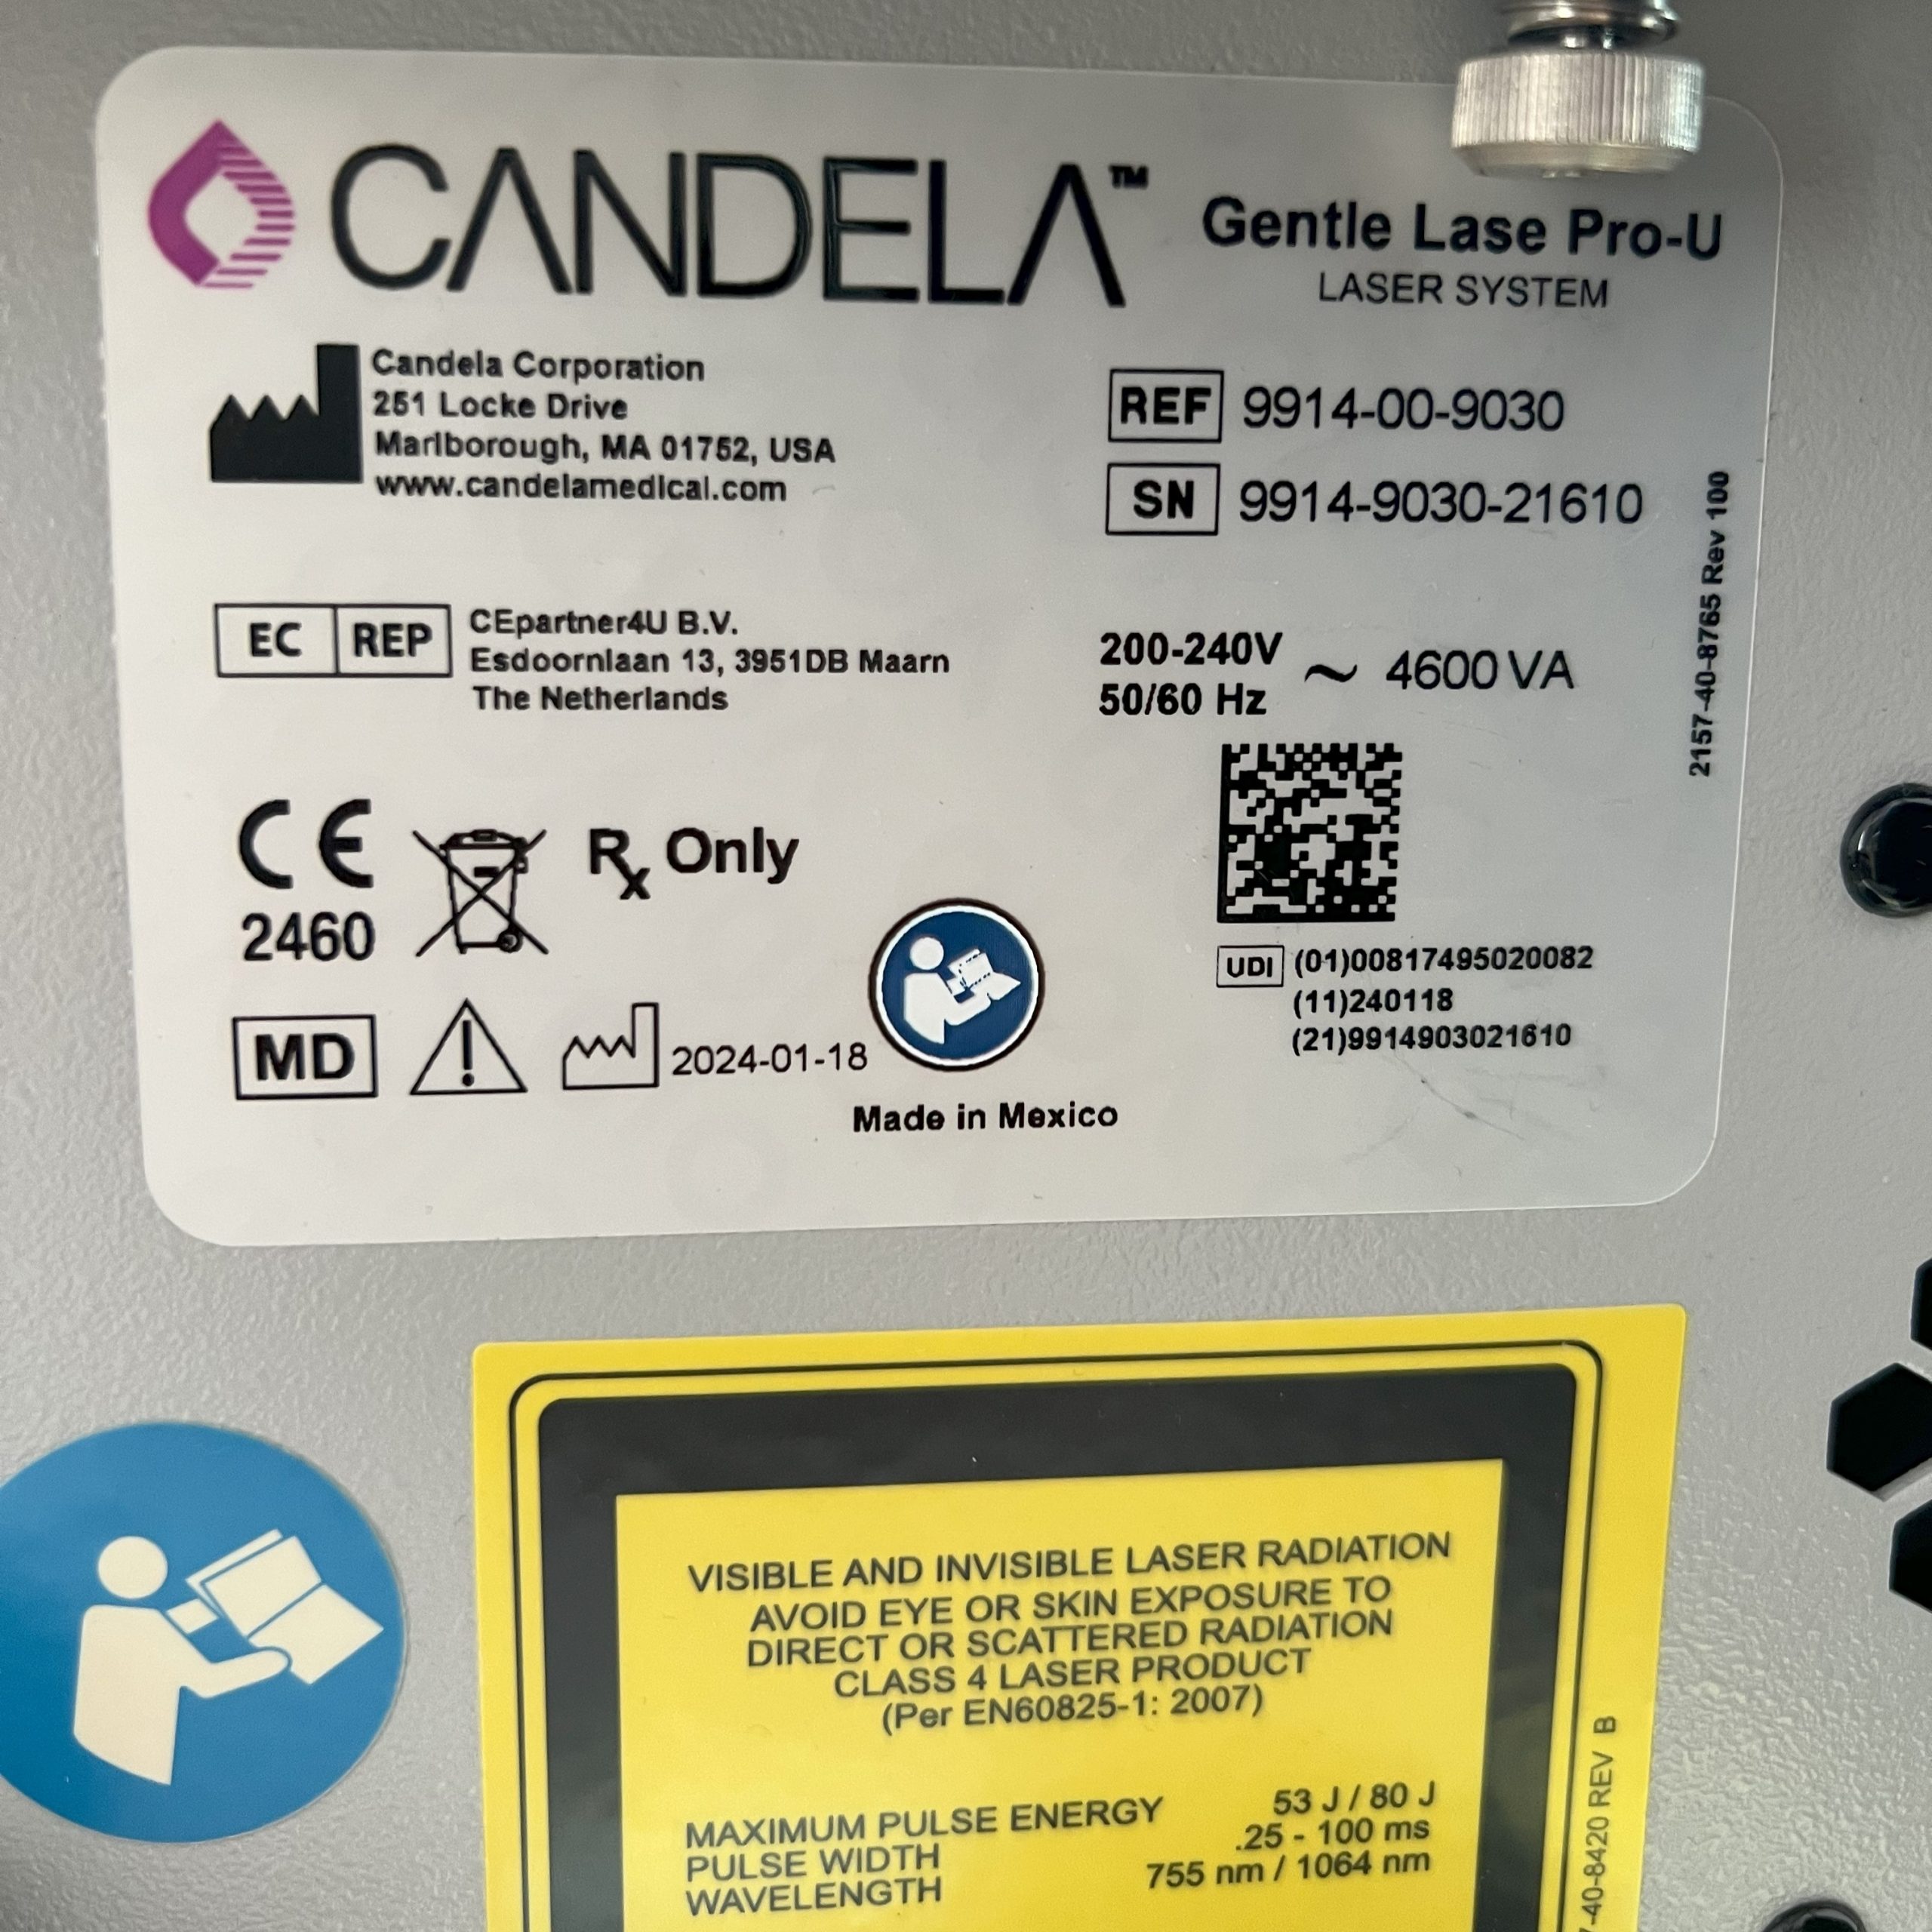 CANDELA™
Gentle Lase Pro-U
LASER SYSTEM
Candela Corporation
251 Locke Drive
Marlborough, MA 01752, USA
www.candelamedical.com
REF 9914-00-9030
SN 9914-9030-21610
2157-40-8765 Rev 100
EC REP
CEpartner4U B.V.
Esdoornlaan 13, 3951DB Maarn
The Netherlands
200-240V ~ 4600 VA
50/60 Hz
CE
2460
Rx Only
UDI (01)00817495020082
(11)240118
(21)9914903021610
MD
2024-01-18
Made in Mexico
VISIBLE AND INVISIBLE LASER RADIATION
AVOID EYE OR SKIN EXPOSURE TO
DIRECT OR SCATTERED RADIATION
CLASS 4 LASER PRODUCT
(Per EN60825-1: 2007)
MAXIMUM PULSE ENERGY 53 J / 80 J
PULSE WIDTH .25 - 100 ms
WAVELENGTH 755 nm / 1064 nm
-40-8420 REV B